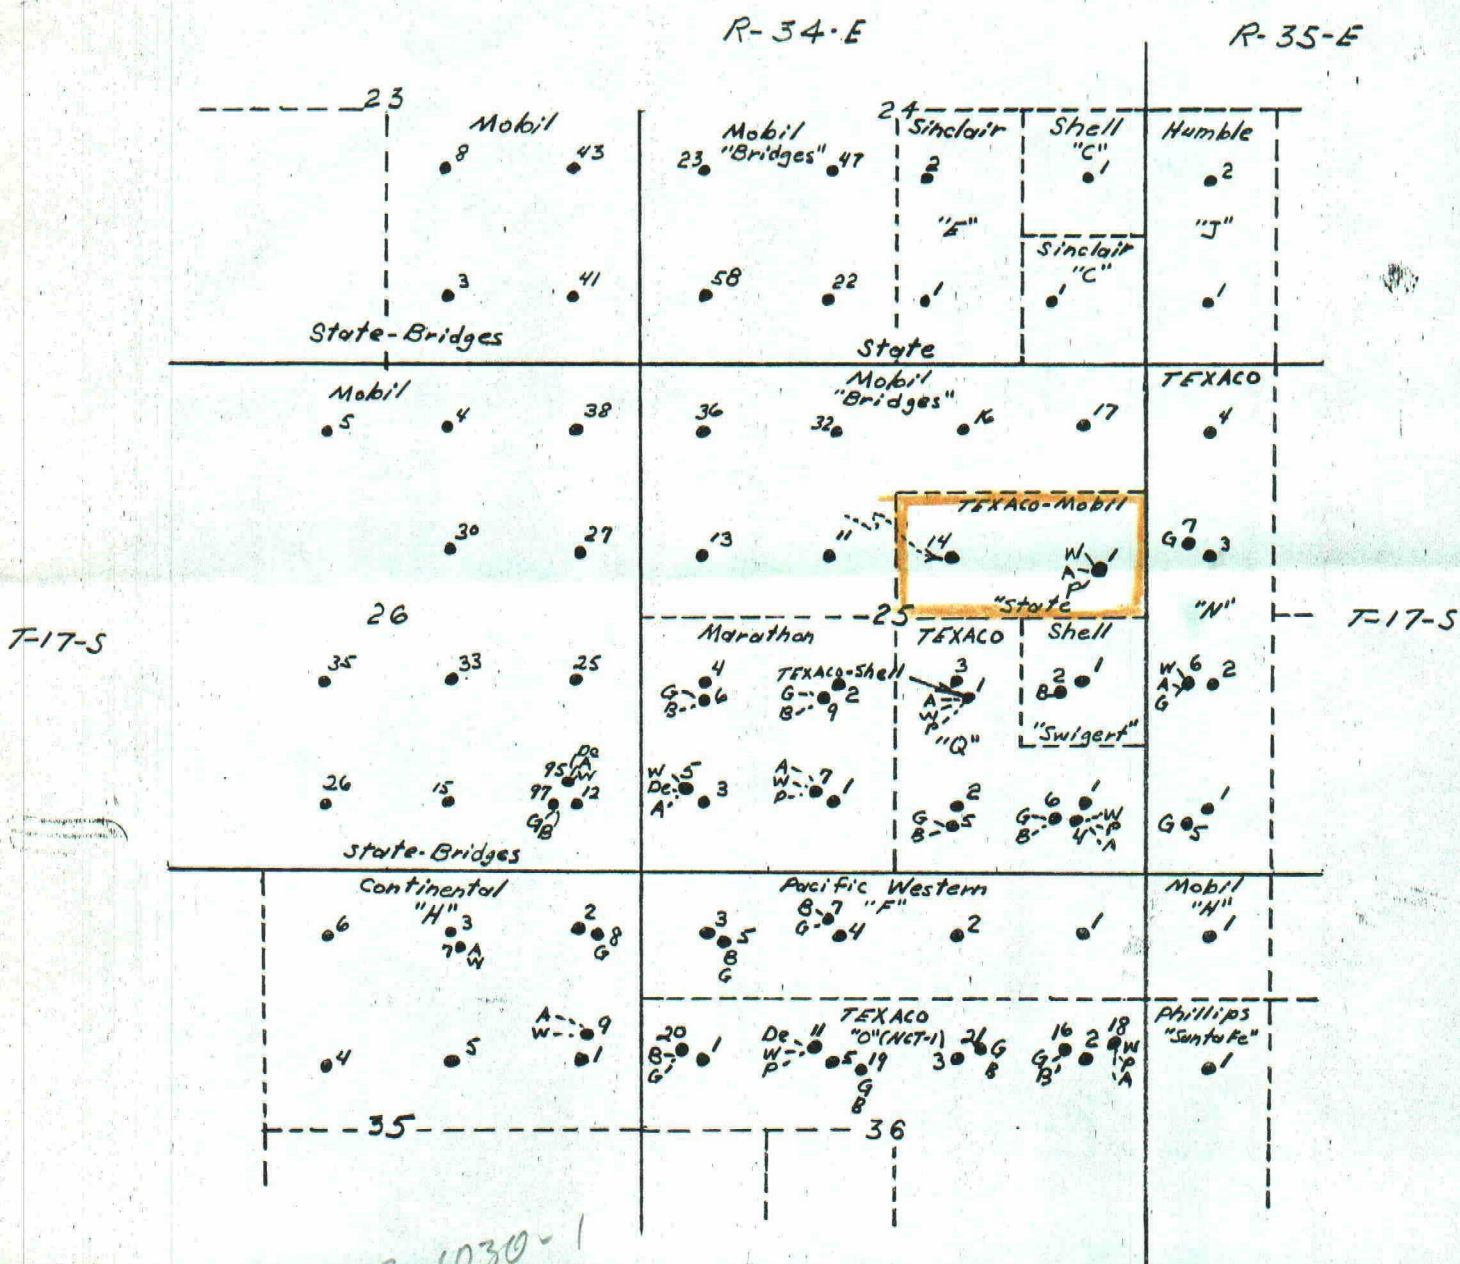 R-34-E R-35-E
23 24
Mobil Mobil Sinclair Shell Humble
"Bridges" "C"
8 43 23 47 2 1 2
"E" "J"
Sinclair
"C"
3 41 58 22 1 1 1
State-Bridges State
Mobil Mobil TEXACO
"Bridges"
5 4 38 36 32 16 17 4
TEXACO-Mobil
30 27 13 11 14 W 1 G 7 3
A
P
"State
26 25 "N"
T-17-S T-17-S
Marathon TEXACO Shell
35 33 25 4 TEXACO-Shell 3 1 W 6 2
G 6 G 2 1 2 A
B B 9 A B G
W
P
"Q" "Swigert"
De
A
95 W W 5 A 7
26 15 97 12 De 3 W 1 2 6 1 1
G A P G 5 G 4 W G 5
B B B P
A
State-Bridges
Continental Pacific Western Mobil
"H" "F" "H"
6 3 2 3 B 7 2 1 1
7 A 8 5 G 4
W G B
G
TEXACO Phillips
"O"(NCT-1) "SantaFe"
A 9 20 De 11 21 16 18
W B 1 W 5 19 3 G G 2 W 1
4 5 1 G P G B B P
B A
35 36